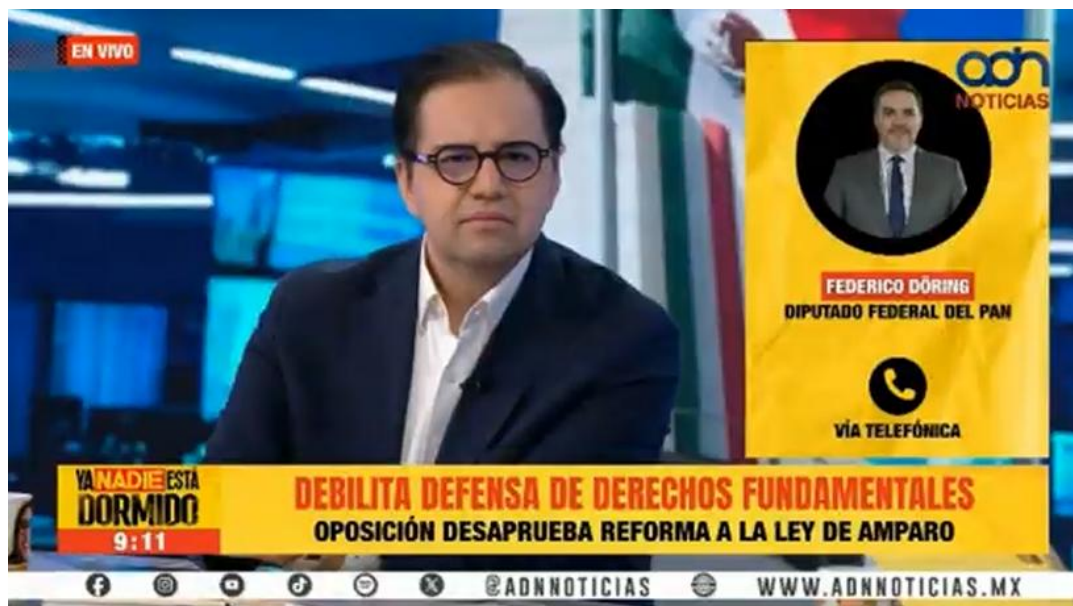 EN VIVO
adn
NOTICIAS
FEDERICO DÖRING
DIPUTADO FEDERAL DEL PAN
VÍA TELEFÓNICA
YA NADIE ESTÁ
DORMIDO
9:11
DEBILITA DEFENSA DE DERECHOS FUNDAMENTALES
OPOSICIÓN DESAPRUEBA REFORMA A LA LEY DE AMPARO
@ADNNOTICIAS
WWW.ADNNOTICIAS.MX